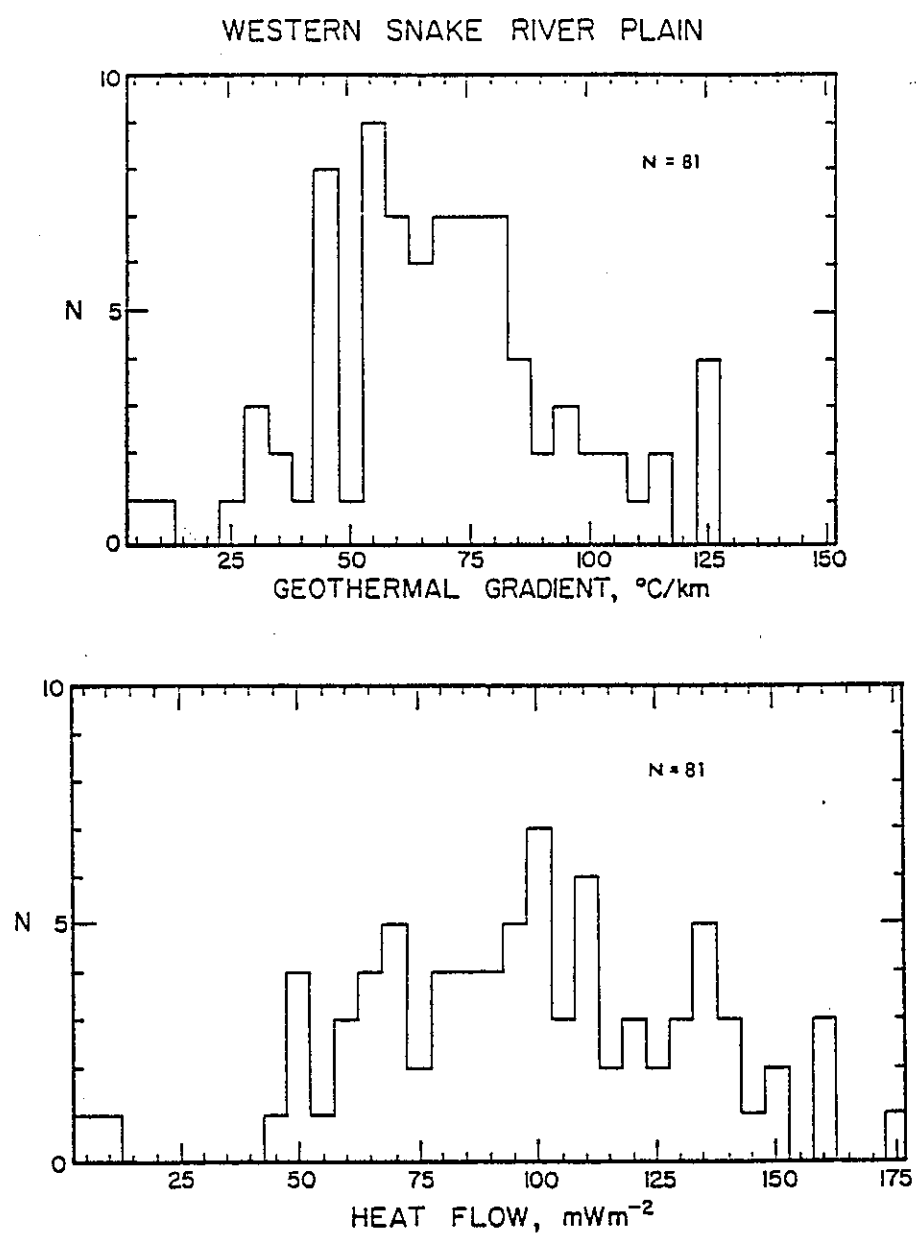 WESTERN SNAKE RIVER PLAIN
10
N = 81
N 5
0
25 50 75 100 125 150
GEOTHERMAL GRADIENT, °C/km
10
N = 81
N 5
0
25 50 75 100 125 150 175
HEAT FLOW, mWm⁻²